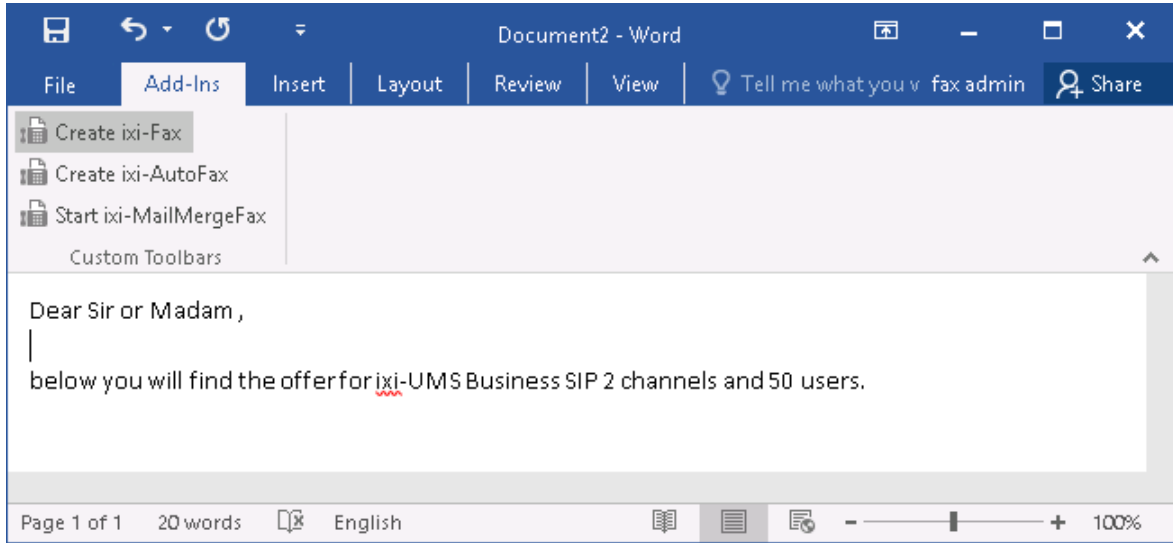 Document2 - Word
File Add-Ins Insert Layout Review View Tell me what you v fax admin Share
Create ixi-Fax
Create ixi-AutoFax
Start ixi-MailMergeFax
Custom Toolbars
Dear Sir or Madam ,
below you will find the offer for ixi-UMS Business SIP 2 channels and 50 users.
Page 1 of 1 20 words English - + 100%